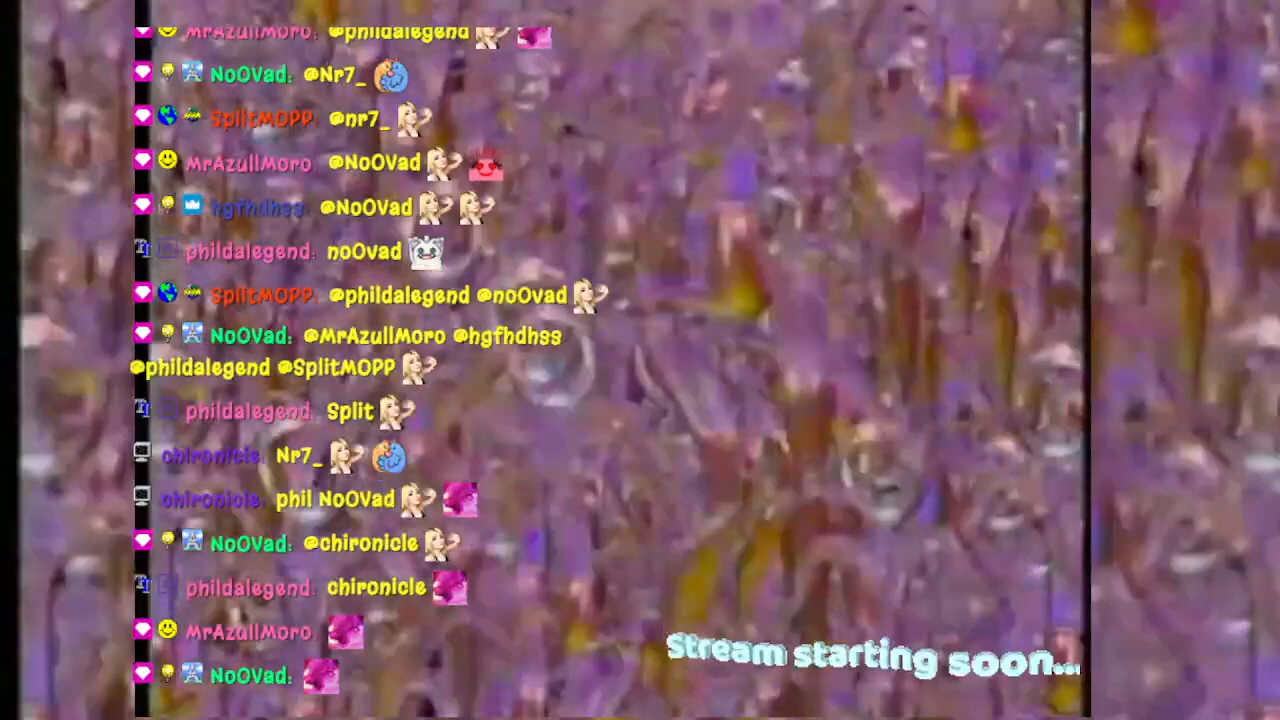 MrAzullMoro: @phildalegend
NoOVad: @Nr7_
SplitMOPP: @nr7_
MrAzullMoro: @NoOVad
hgfhdhss: @NoOVad
phildalegend: noOvad
SplitMOPP: @phildalegend @noOvad
NoOVad: @MrAzullMoro @hgfhdhss
@phildalegend @SplitMOPP
phildalegend: Split
chironicle: Nr7_
chironicle: phil NoOVad
NoOVad: @chironicle
phildalegend: chironicle
MrAzullMoro:
NoOVad:
Stream starting soon...